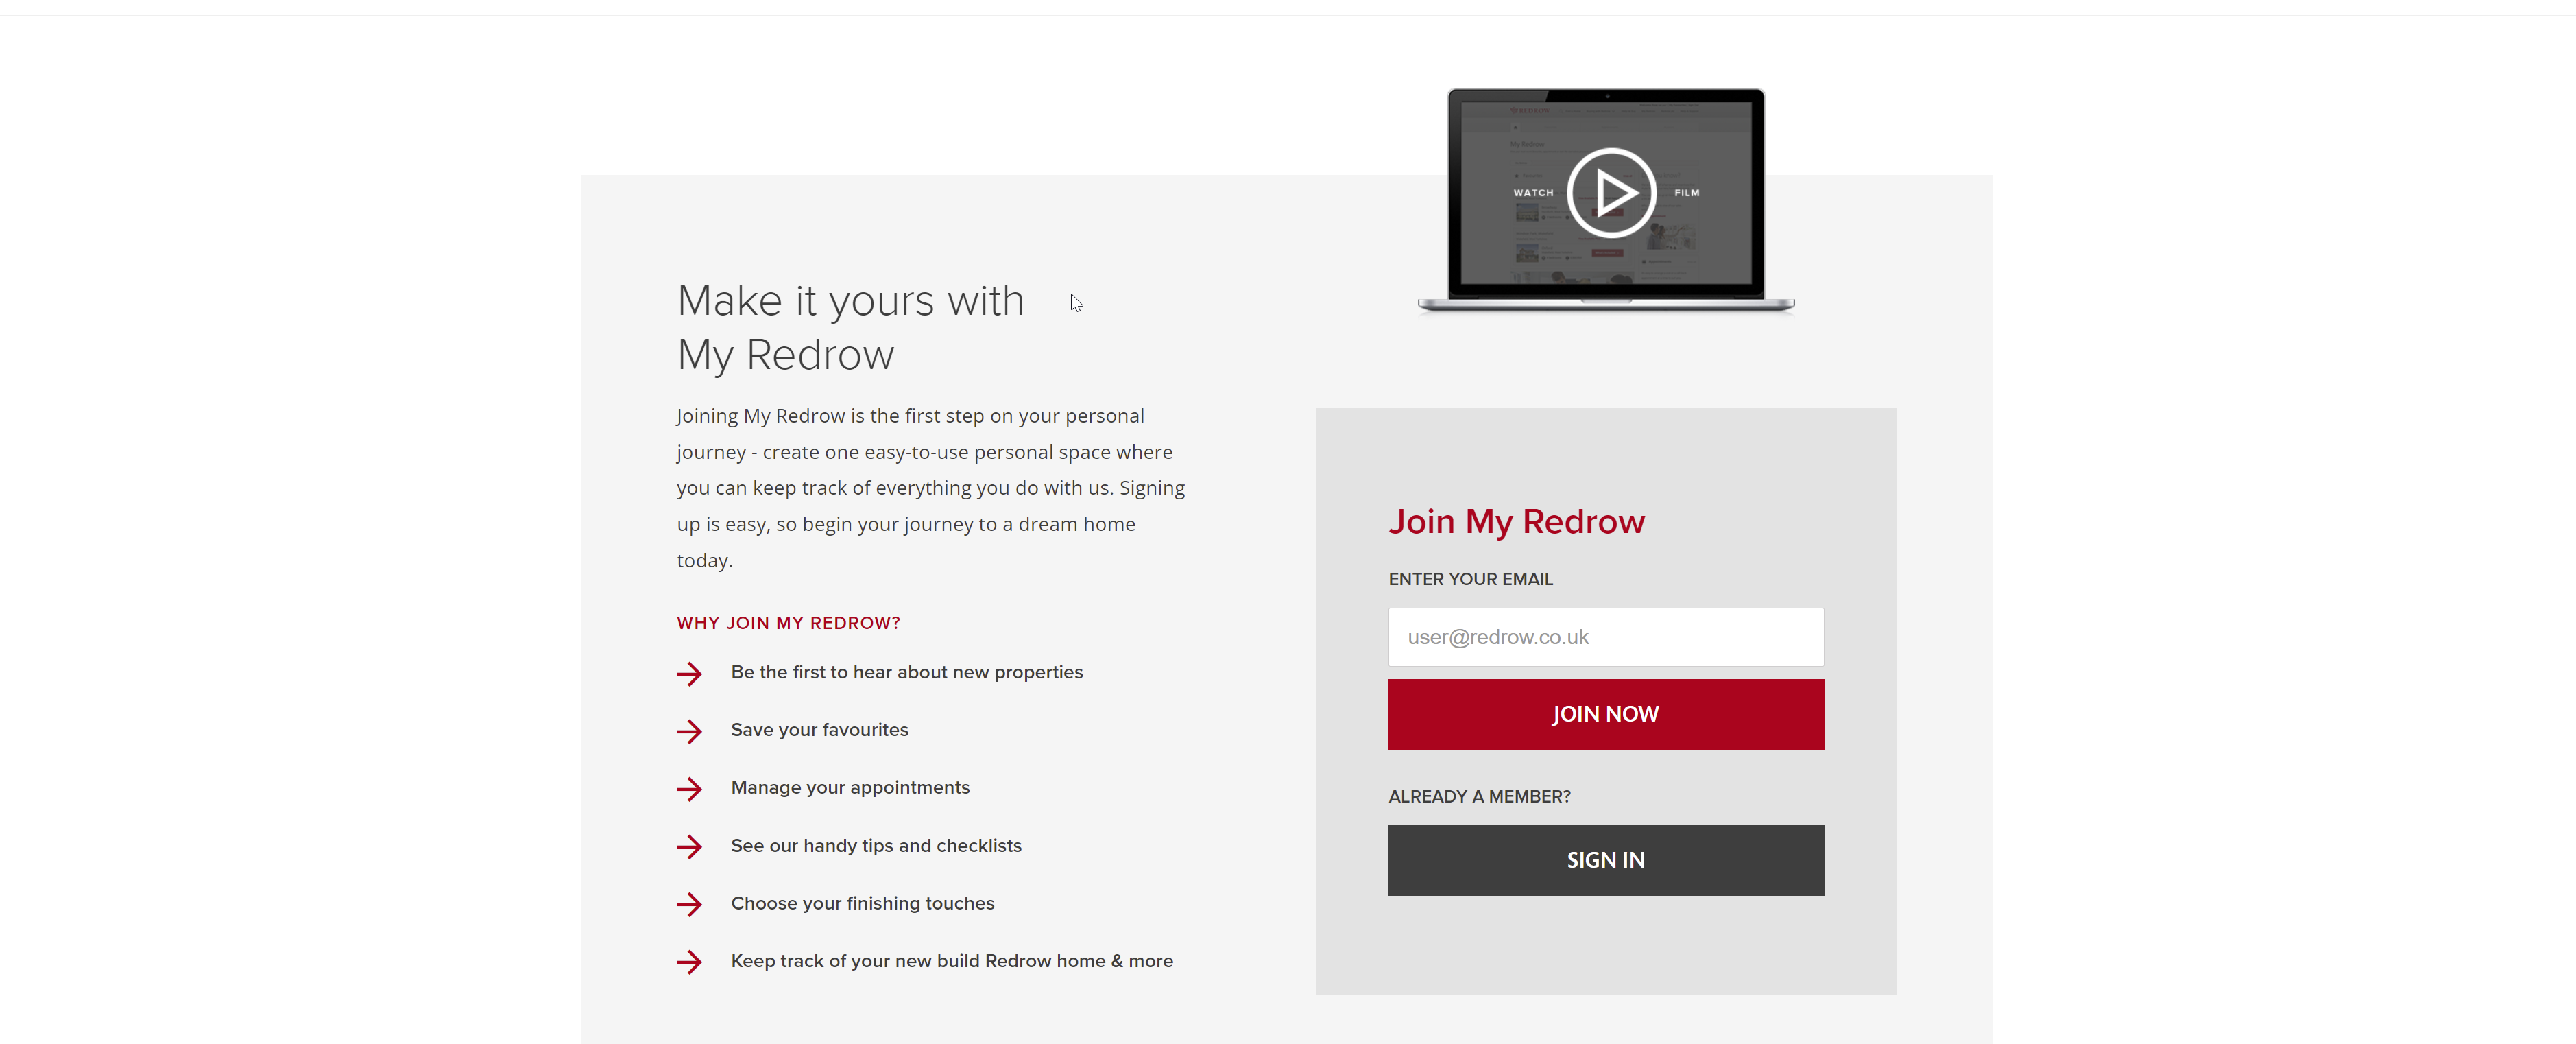 WATCH FILM
Make it yours with
My Redrow
Joining My Redrow is the first step on your personal
journey - create one easy-to-use personal space where
you can keep track of everything you do with us. Signing
up is easy, so begin your journey to a dream home
today.
WHY JOIN MY REDROW?
Be the first to hear about new properties
Save your favourites
Manage your appointments
See our handy tips and checklists
Choose your finishing touches
Keep track of your new build Redrow home & more
Join My Redrow
ENTER YOUR EMAIL
user@redrow.co.uk
JOIN NOW
ALREADY A MEMBER?
SIGN IN